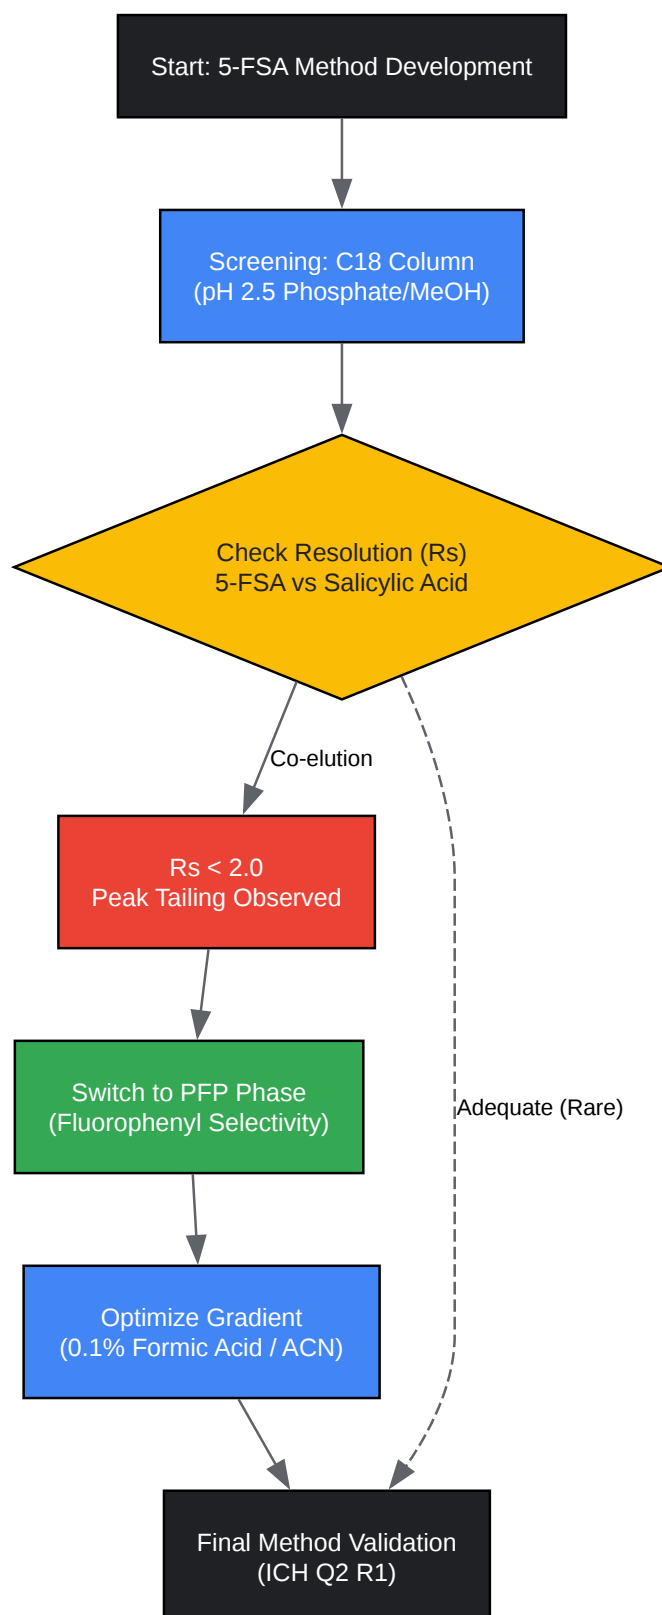 Start: 5-FSA Method Development
Screening: C18 Column
(pH 2.5 Phosphate/MeOH)
Check Resolution (Rs)
5-FSA vs Salicylic Acid
Co-elution
Rs < 2.0
Peak Tailing Observed
Switch to PFP Phase
(Fluorophenyl Selectivity)
Adequate (Rare)
Optimize Gradient
(0.1% Formic Acid / ACN)
Final Method Validation
(ICH Q2 R1)